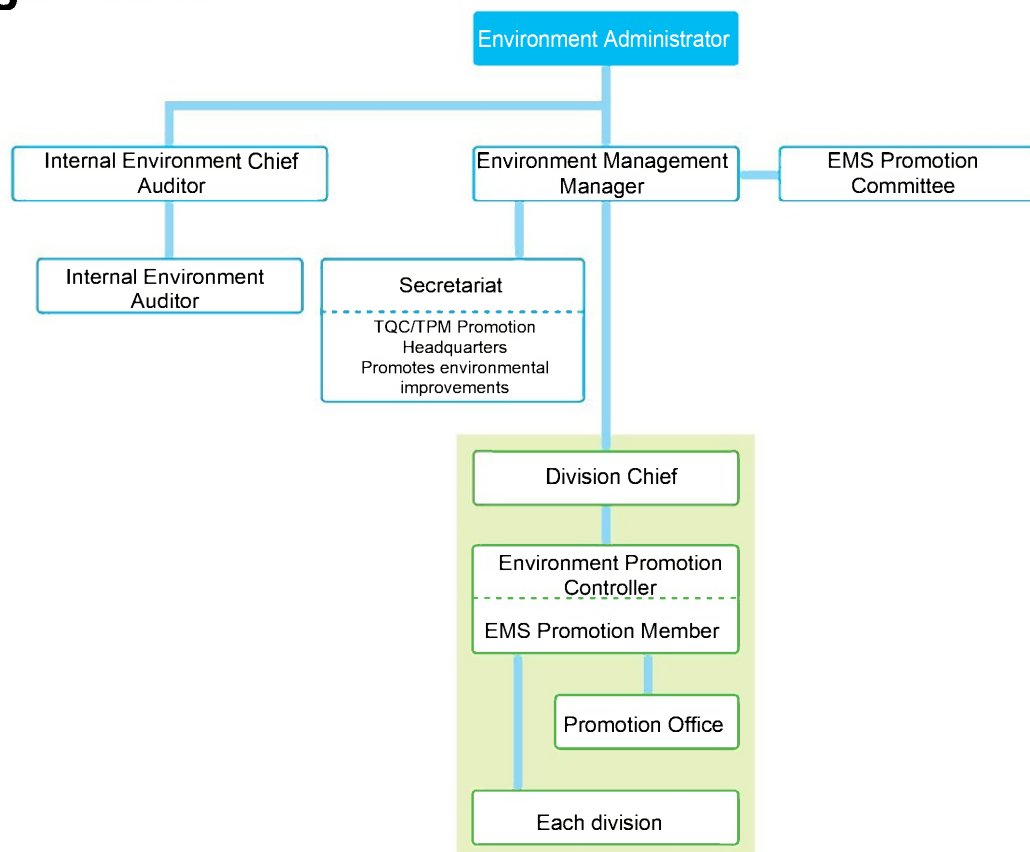 Environment Administrator
Internal Environment Chief
Auditor
Environment Management
Manager
EMS Promotion
Committee
Internal Environment
Auditor
Secretariat
TQC/TPM Promotion
Headquarters
Promotes environmental
improvements
Division Chief
Environment Promotion
Controller
EMS Promotion Member
Promotion Office
Each division